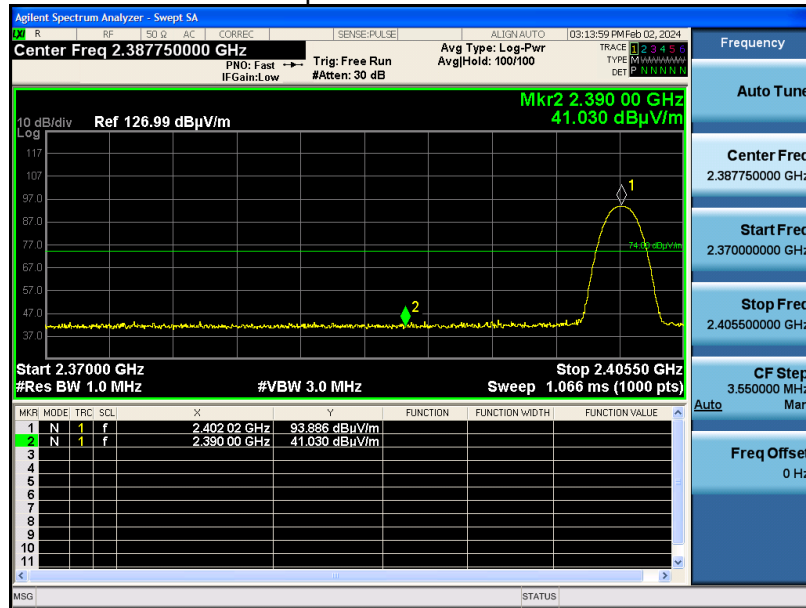 Agilent Spectrum Analyzer - Swept SA
LXI R RF 50 Ω AC CORREC SENSE:PULSE ALIGN AUTO 03:13:59 PM Feb 02, 2024
Center Freq 2.387750000 GHz
PNO: Fast
IFGain:Low
Trig: Free Run
#Atten: 30 dB
Avg Type: Log-Pwr
Avg|Hold: 100/100
TRACE 1 2 3 4 5 6
TYPE M
DET P N N N N N
Mkr2 2.390 00 GHz
41.030 dBµV/m
10 dB/div Ref 126.99 dBµV/m
Log
117
107
97.0
87.0
77.0
67.0
57.0
47.0
37.0
1
74.00 dBµV/m
2
Start 2.37000 GHz Stop 2.40550 GHz
#Res BW 1.0 MHz #VBW 3.0 MHz Sweep 1.066 ms (1000 pts)
MKR MODE TRC SCL X Y FUNCTION FUNCTION WIDTH FUNCTION VALUE
1 N 1 f 2.402 02 GHz 93.886 dBµV/m
2 N 1 f 2.390 00 GHz 41.030 dBµV/m
3
4
5
6
7
8
9
10
11
MSG STATUS
Frequency
Auto Tune
Center Freq
2.387750000 GHz
Start Freq
2.370000000 GHz
Stop Freq
2.405500000 GHz
CF Step
3.550000 MHz
Auto Man
Freq Offset
0 Hz